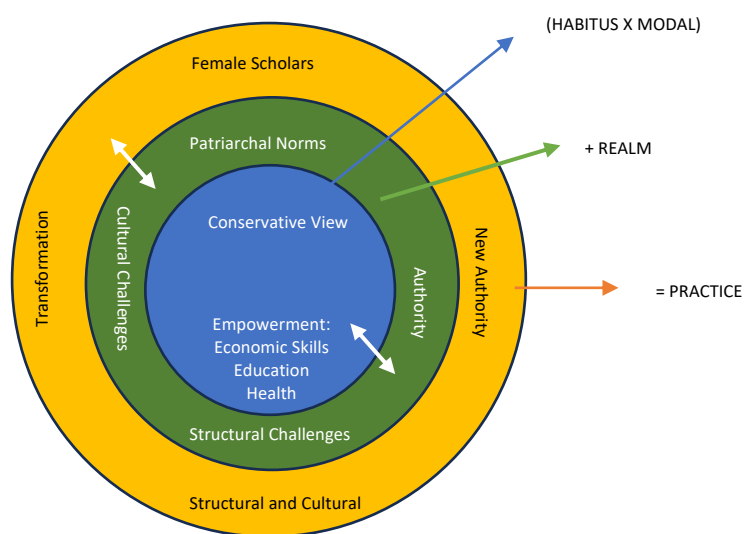 (HABITUS X MODAL)
Female Scholars
Patriarchal Norms
+ REALM
Conservative View
Cultural Challenges
Transformation
Authority
New Authority
= PRACTICE
Empowerment:
Economic Skills
Education
Health
Structural Challenges
Structural and Cultural